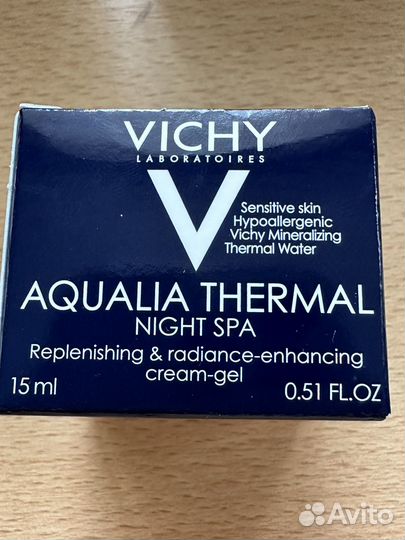 VICHY
LABORATOIRES
V
Sensitive skin
Hypoallergenic
Vichy Mineralizing
Thermal Water
AQUALIA THERMAL
NIGHT SPA
Replenishing & radiance-enhancing
cream-gel
15 ml 0.51 FL.OZ
Avito